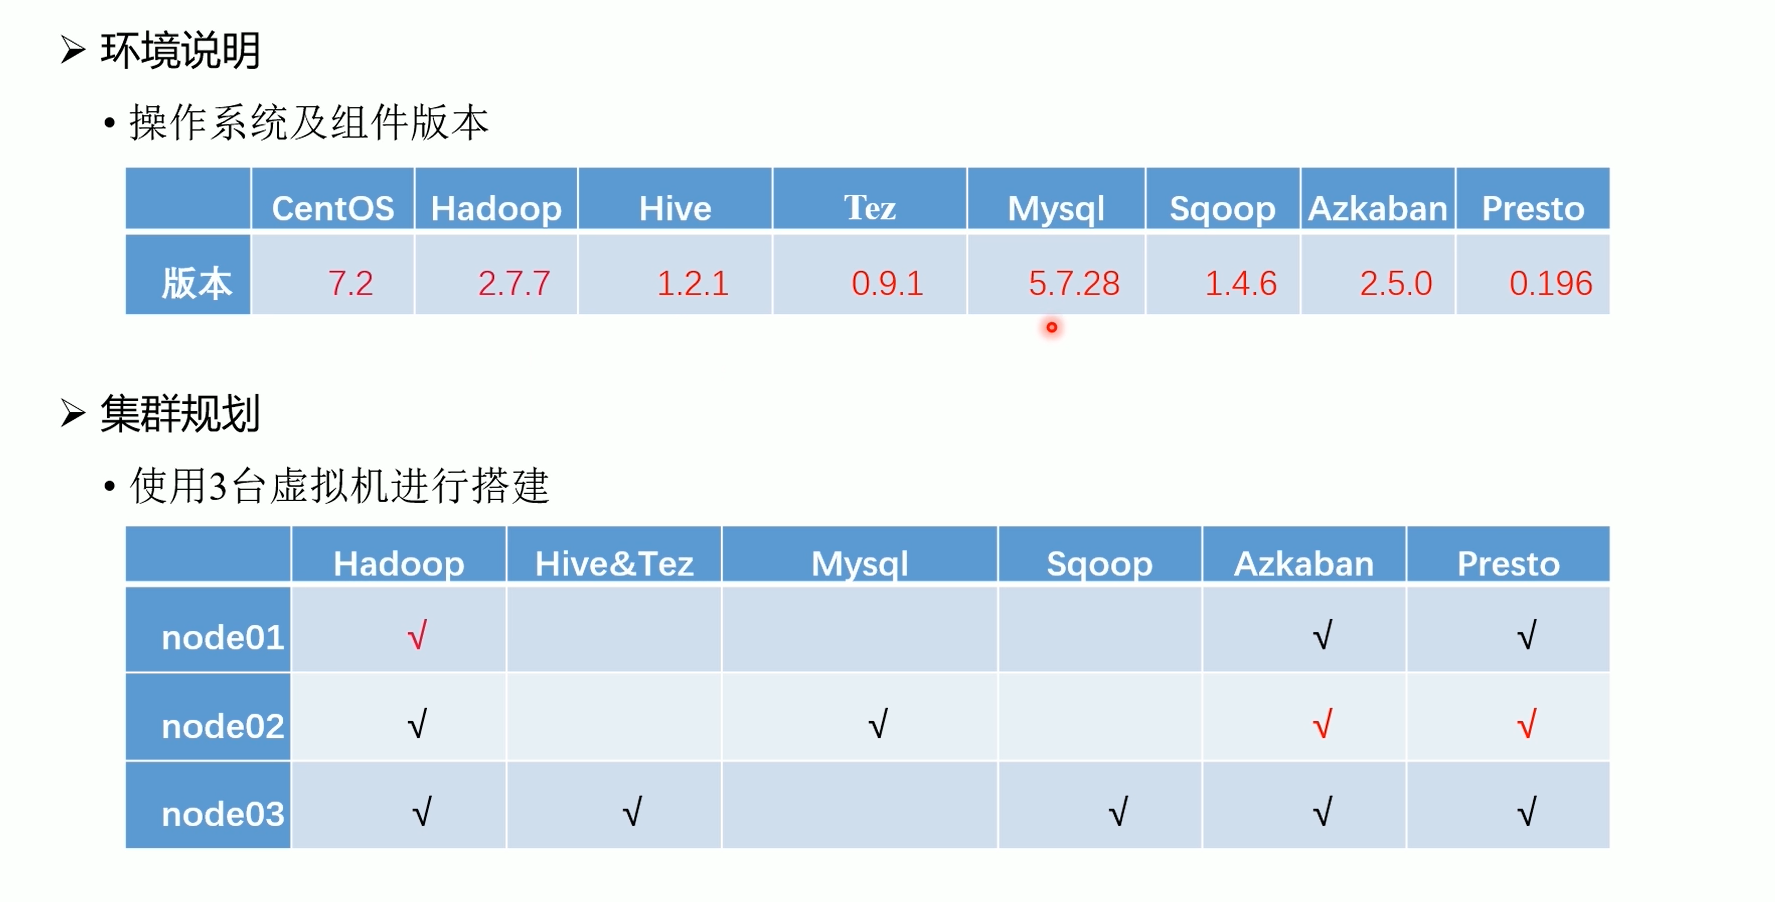 ➢ 环境说明
• 操作系统及组件版本
CentOS Hadoop Hive Tez Mysql Sqoop Azkaban Presto
版本 7.2 2.7.7 1.2.1 0.9.1 5.7.28 1.4.6 2.5.0 0.196
➢ 集群规划
• 使用3台虚拟机进行搭建
Hadoop Hive&Tez Mysql Sqoop Azkaban Presto
node01 √ √ √
node02 √ √ √ √
node03 √ √ √ √ √